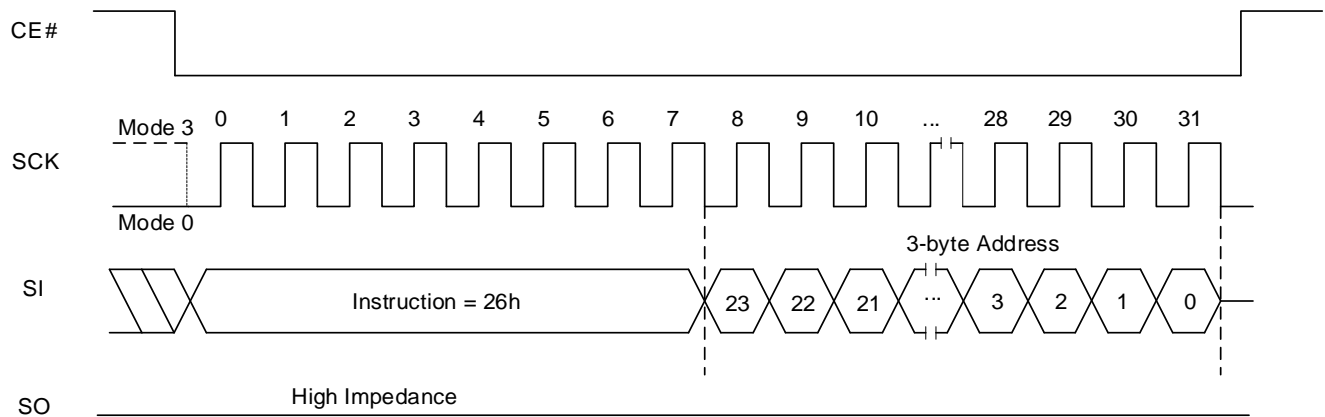 CE#
0 1 2 3 4 5 6 7 8 9 10 ... 28 29 30 31
Mode 3
SCK
Mode 0
3-byte Address
SI
Instruction = 26h 23 22 21 ... 3 2 1 0
High Impedance
SO